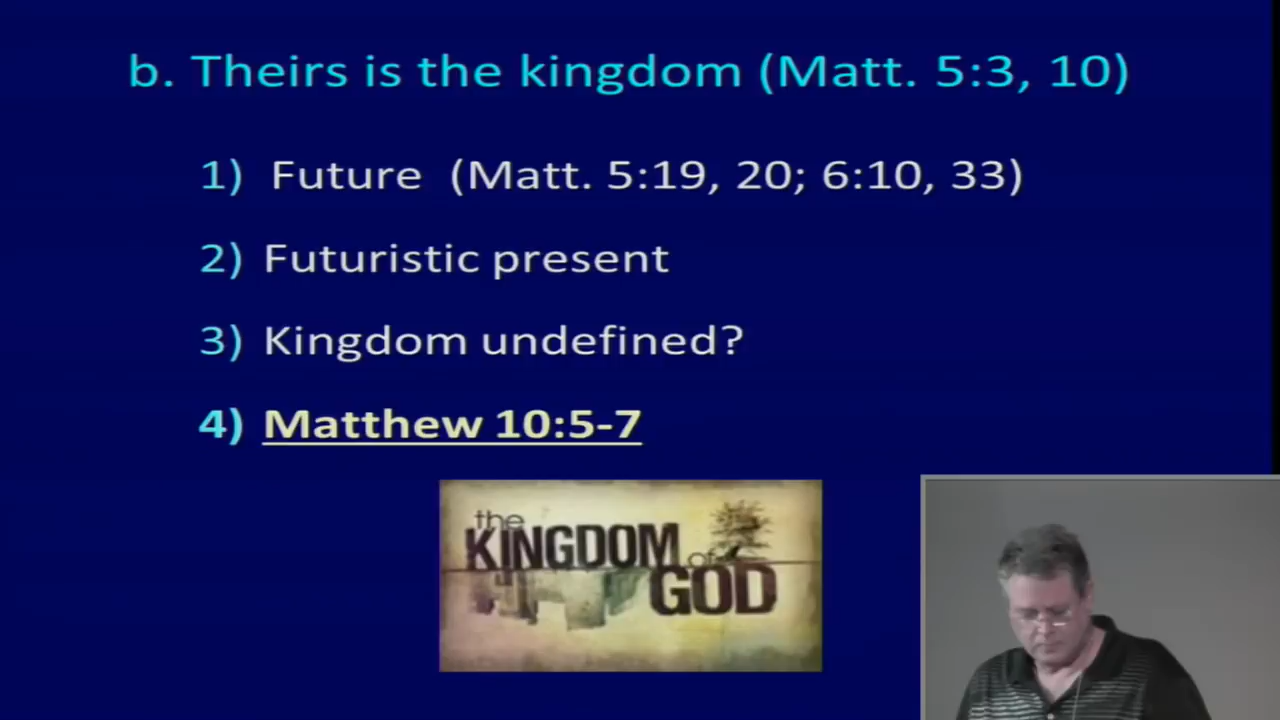 b. Theirs is the kingdom (Matt. 5:3, 10)
1) Future (Matt. 5:19, 20; 6:10, 33)
2) Futuristic present
3) Kingdom undefined?
4) Matthew 10:5-7
the
KINGDOM of
GOD